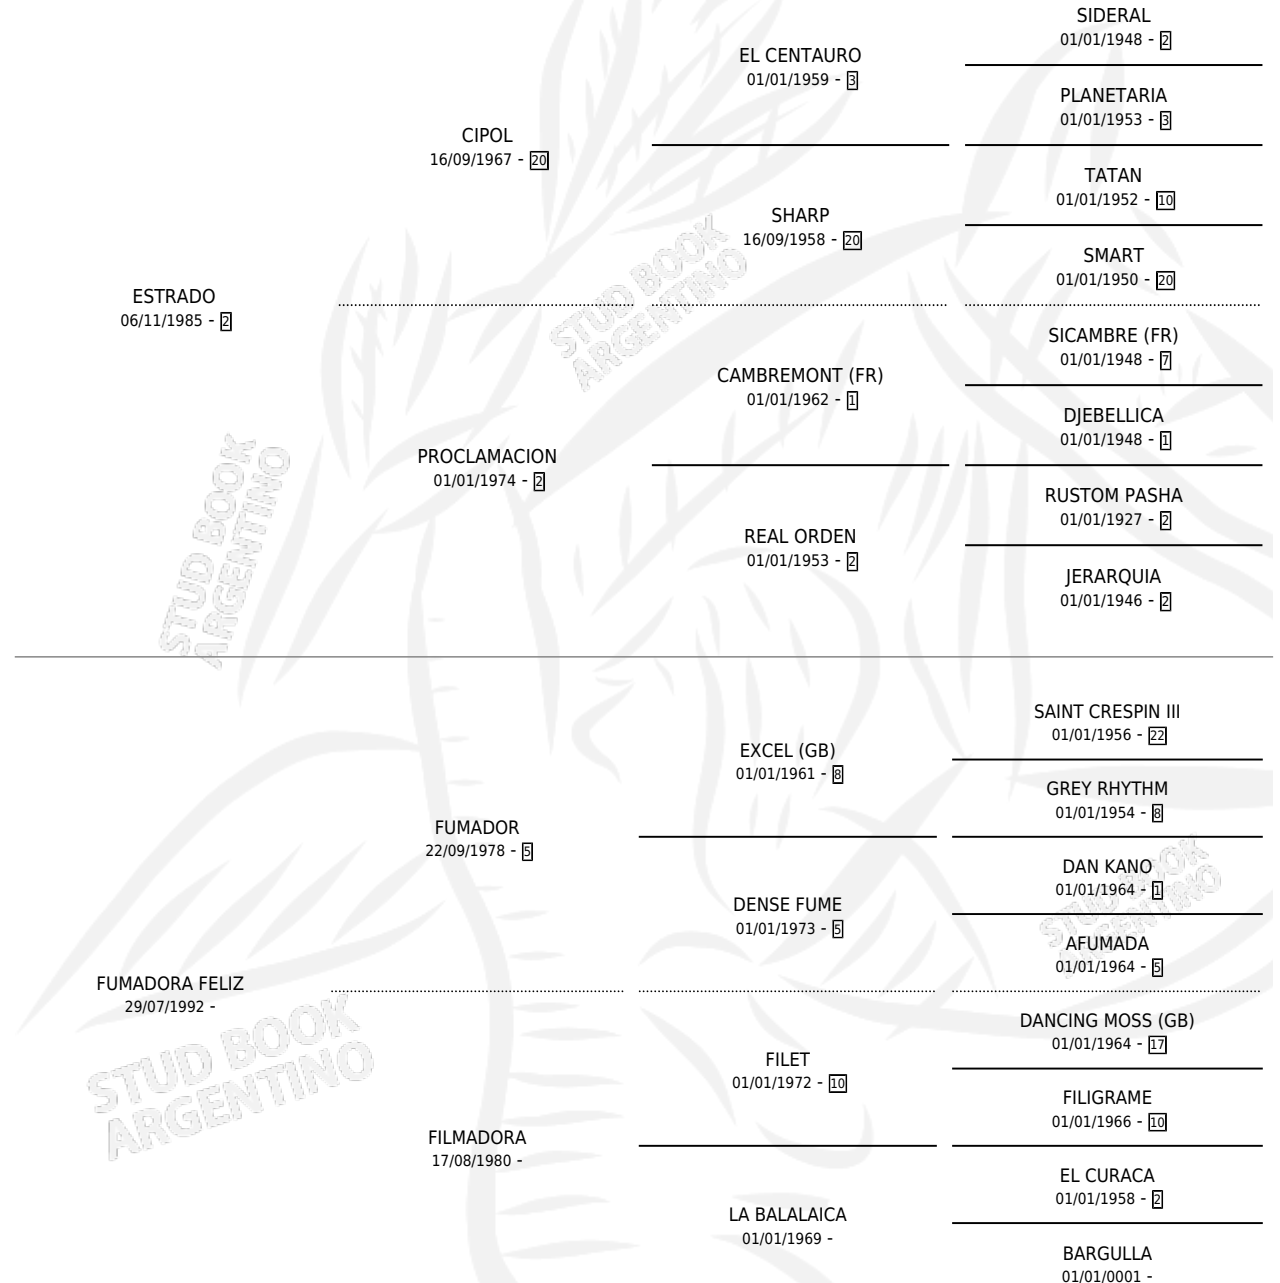 SIDERAL
01/01/1948 - 2
EL CENTAURO
01/01/1959 - 3
PLANETARIA
01/01/1953 - 3
CIPOL
16/09/1967 - 20
TATAN
01/01/1952 - 10
SHARP
16/09/1958 - 20
SMART
01/01/1950 - 20
ESTRADO
06/11/1985 - 2
SICAMBRE (FR)
01/01/1948 - 7
CAMBREMONT (FR)
01/01/1962 - 1
DJEBELLICA
01/01/1948 - 1
PROCLAMACION
01/01/1974 - 2
RUSTOM PASHA
01/01/1927 - 2
REAL ORDEN
01/01/1953 - 2
JERARQUIA
01/01/1946 - 2
STUD BOOK
ARGENTINO
STUD BOOK
ARGENTINO
SAINT CRESPIN III
01/01/1956 - 22
EXCEL (GB)
01/01/1961 - 8
GREY RHYTHM
01/01/1954 - 8
FUMADOR
22/09/1978 - 5
DAN KANO
01/01/1964 - 1
DENSE FUME
01/01/1973 - 5
AFUMADA
01/01/1964 - 5
FUMADORA FELIZ
29/07/1992 -
DANCING MOSS (GB)
01/01/1964 - 17
FILET
01/01/1972 - 10
FILIGRAME
01/01/1966 - 10
FILMADORA
17/08/1980 -
EL CURACA
01/01/1958 - 2
LA BALALAICA
01/01/1969 -
BARGULLA
01/01/0001 -
STUD BOOK
ARGENTINO
STUD BOOK
ARGENTINO